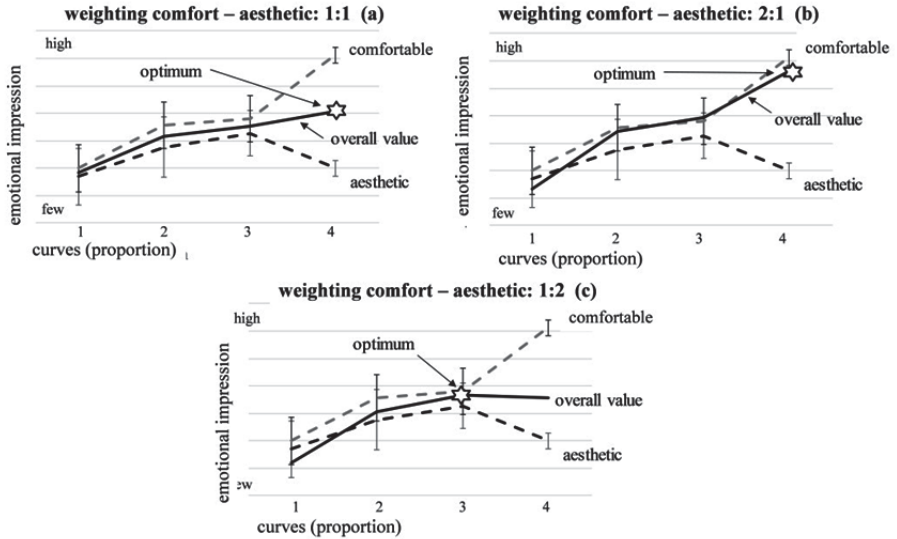 weighting comfort – aesthetic: 1:1 (a)
high
comfortable
optimum
overall value
aesthetic
emotional impression
few
1 2 3 4
curves (proportion)
weighting comfort – aesthetic: 2:1 (b)
high
comfortable
optimum
overall value
aesthetic
emotional impression
few
1 2 3 4
curves (proportion)
weighting comfort – aesthetic: 1:2 (c)
high
comfortable
optimum
overall value
aesthetic
emotional impression
ew
1 2 3 4
curves (proportion)